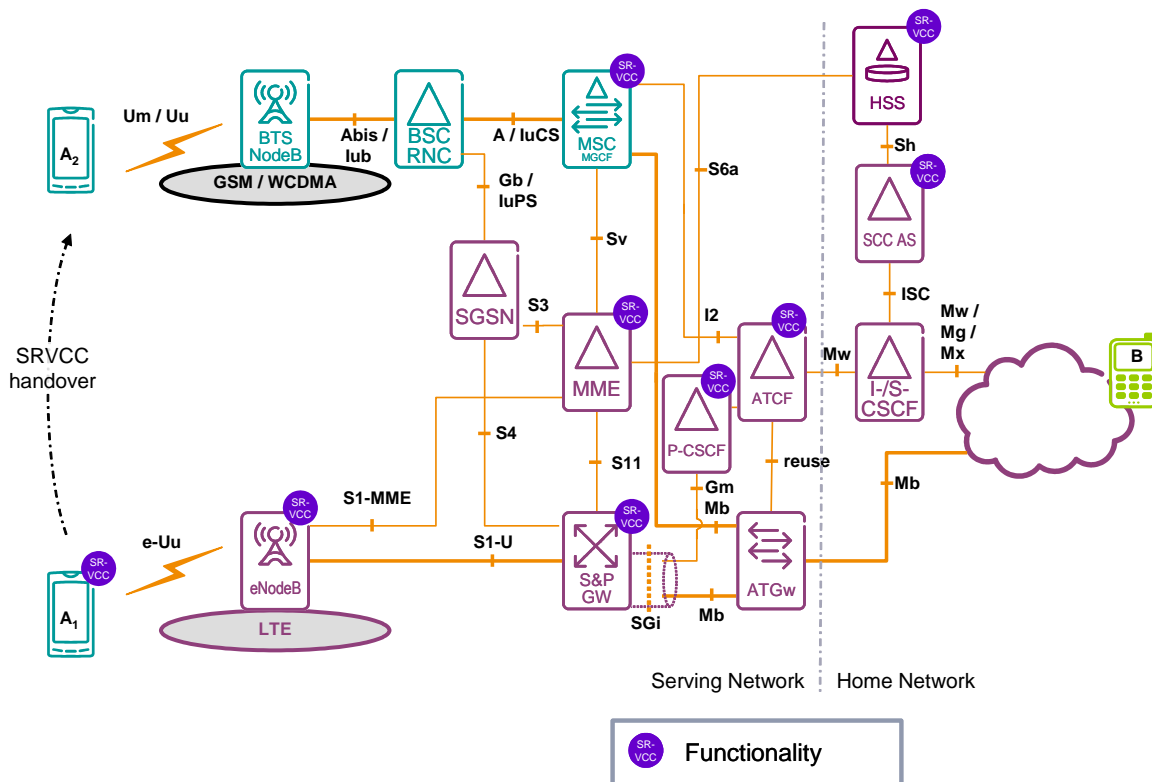 SR-
VCC
HSS
Um / Uu
A2
BTS
NodeB
GSM / WCDMA
Abis /
Iub
BSC
RNC
A / IuCS
SR-
VCC
MSC
MGCF
S6a
Sh
SR-
VCC
SCC AS
Gb /
IuPS
Sv
ISC
SGSN
S3
SR-
VCC
MME
I2
SR-
VCC
ATCF
Mw
I-/S-
CSCF
Mw /
Mg /
Mx
B
SRVCC
handover
SR-
VCC
P-CSCF
S4
S11
reuse
Gm
Mb
Mb
S1-MME
SR-
VCC
eNodeB
LTE
e-Uu
SR-
VCC
A1
S1-U
SR-
VCC
S&P
GW
SGi
Mb
ATGw
Serving Network
Home Network
SR-
VCC
Functionality